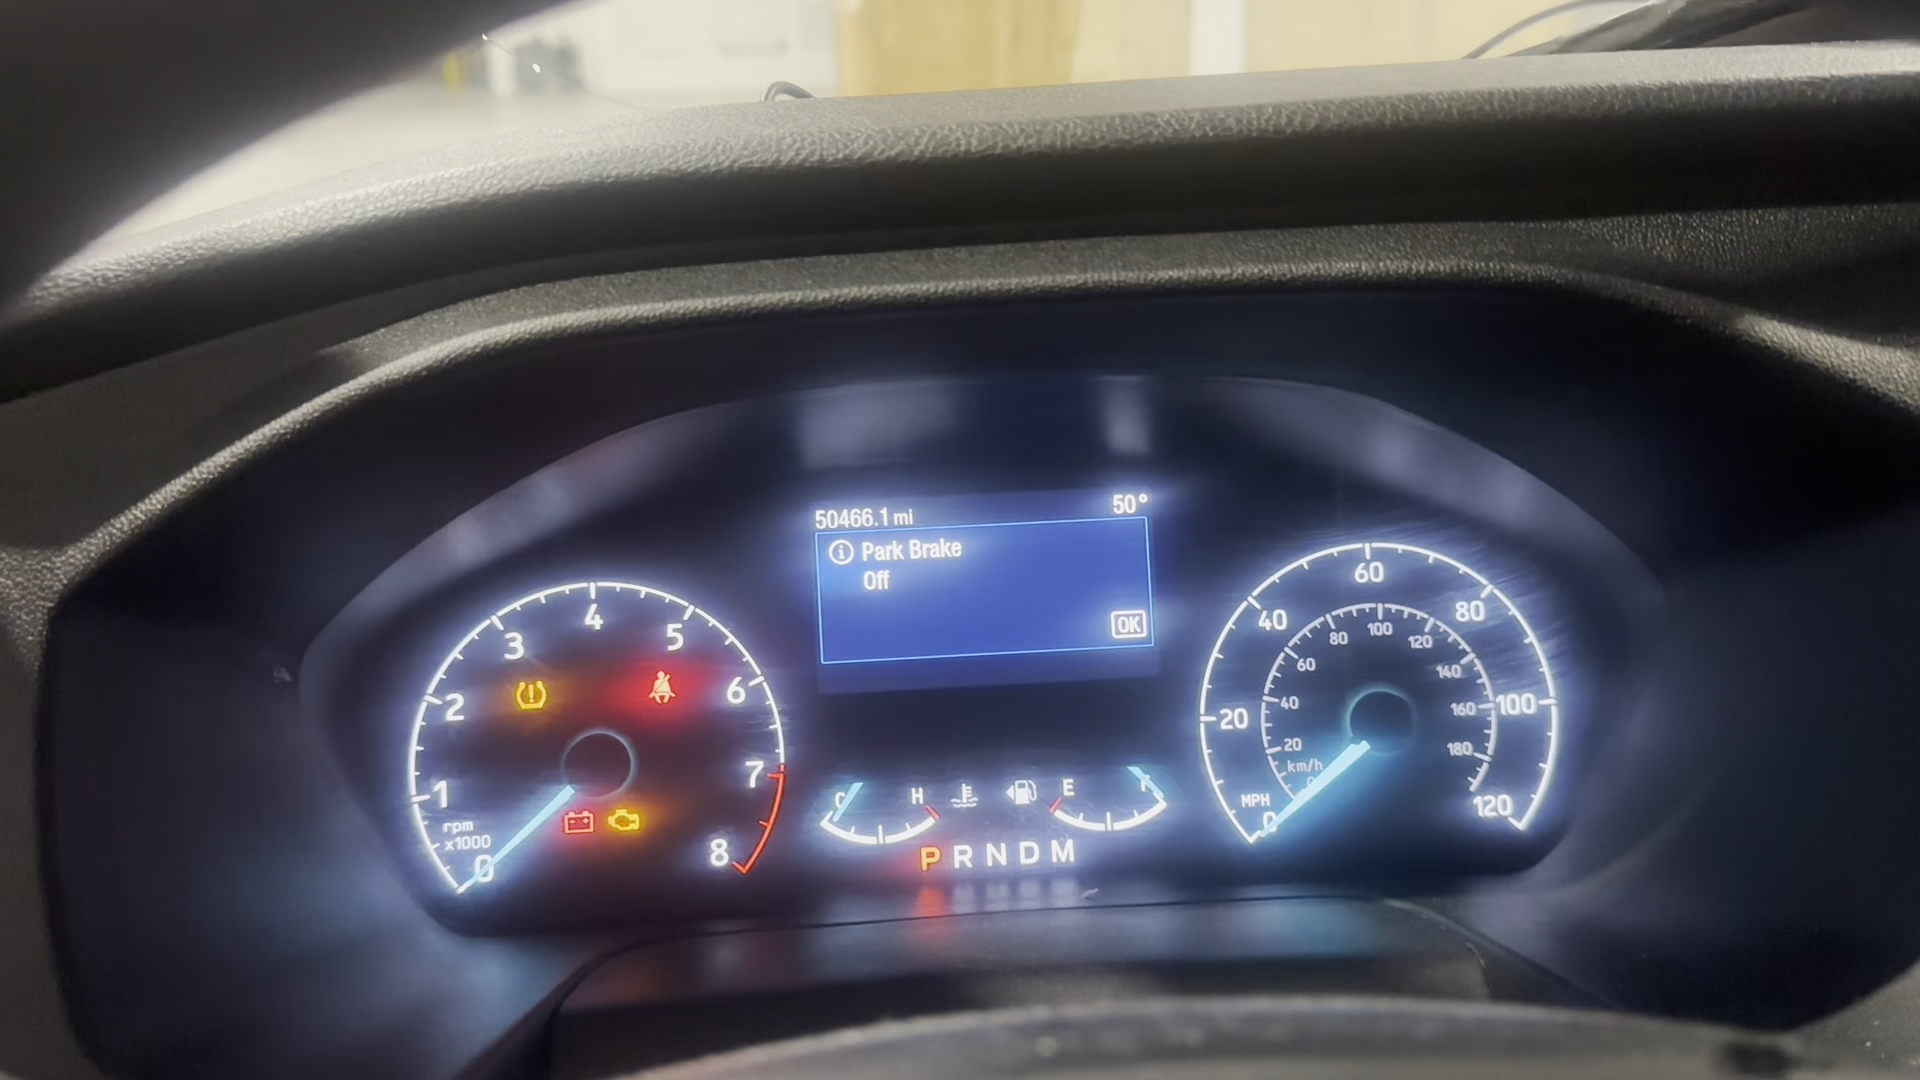 50466.1 mi 50°
Park Brake
Off
OK
0 1 2 3 4 5 6 7 8
rpm
x1000
C H
E
P R N D M
0 20 40 60 80 100 120
MPH
20 40 60 80 100 120 140 160 180
km/h